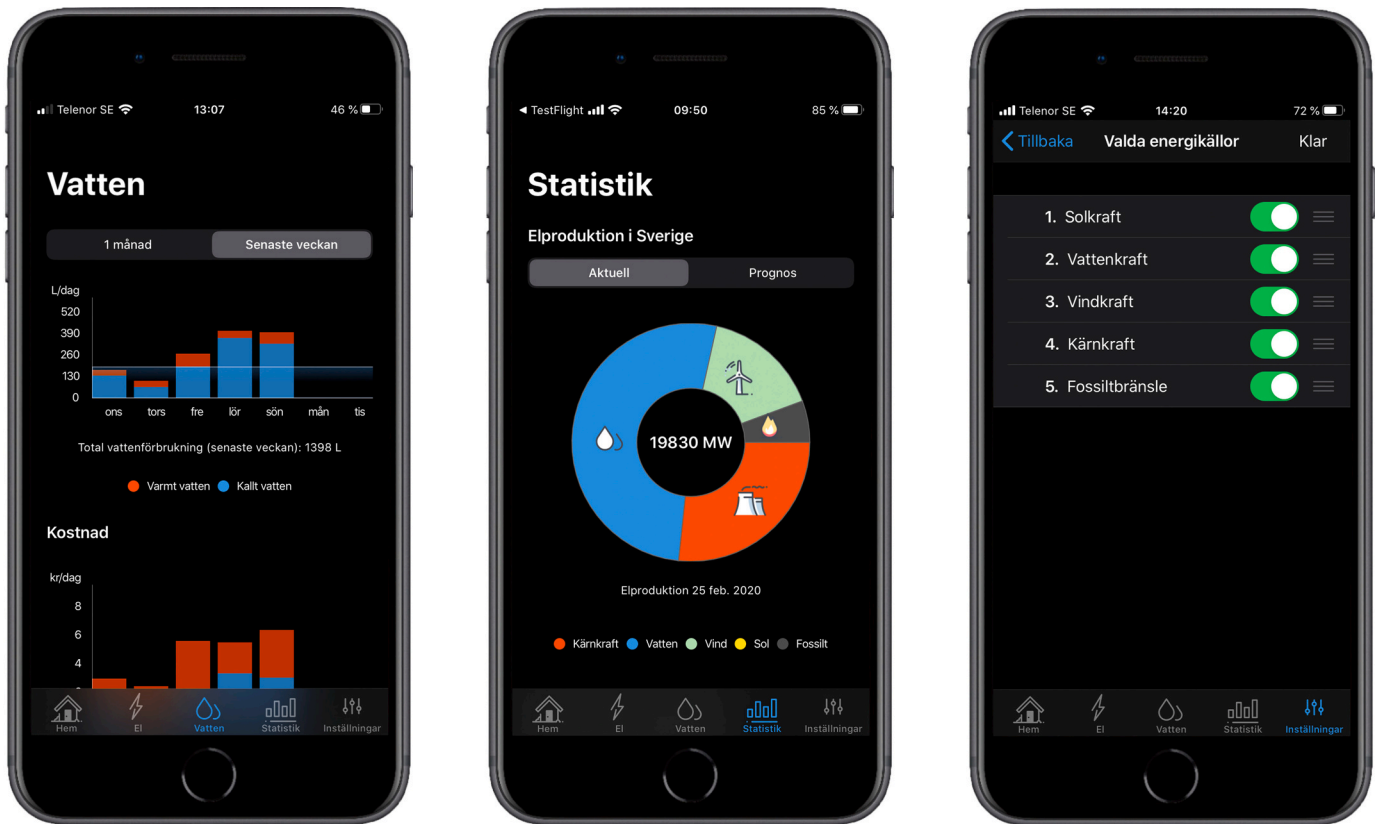 Telenor SE 13:07 46 %
Vatten
1 månad Senaste veckan
L/dag
520
390
260
130
0
ons tors fre lör sön mån tis
Total vattenförbrukning (senaste veckan): 1398 L
Varmt vatten Kallt vatten
Kostnad
kr/dag
8
6
4
Hem El Vatten Statistik Inställningar
TestFlight 09:50 85 %
Statistik
Elproduktion i Sverige
Aktuell Prognos
19830 MW
Elproduktion 25 feb. 2020
Kärnkraft Vatten Vind Sol Fossilt
Hem El Vatten Statistik Inställningar
Telenor SE 14:20 72 %
Tillbaka Valda energikällor Klar
1. Solkraft
2. Vattenkraft
3. Vindkraft
4. Kärnkraft
5. Fossiltbränsle
Hem El Vatten Statistik Inställningar